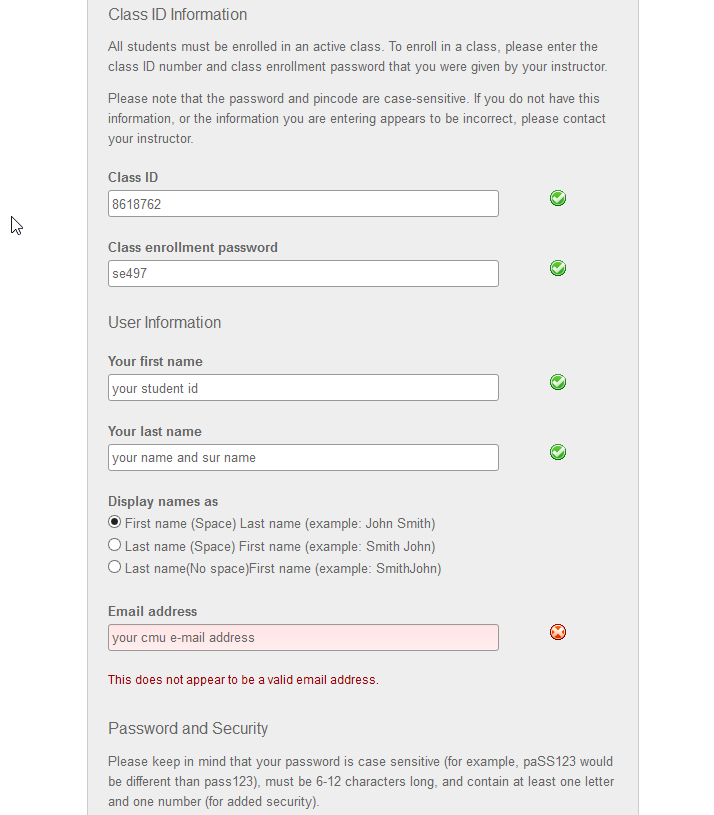 Class ID Information
All students must be enrolled in an active class. To enroll in a class, please enter the
class ID number and class enrollment password that you were given by your instructor.
Please note that the password and pincode are case-sensitive. If you do not have this
information, or the information you are entering appears to be incorrect, please contact
your instructor.
Class ID
8618762
Class enrollment password
se497
User Information
Your first name
your student id
Your last name
your name and sur name
Display names as
First name (Space) Last name (example: John Smith)
Last name (Space) First name (example: Smith John)
Last name(No space)First name (example: SmithJohn)
Email address
your cmu e-mail address
This does not appear to be a valid email address.
Password and Security
Please keep in mind that your password is case sensitive (for example, paSS123 would
be different than pass123), must be 6-12 characters long, and contain at least one letter
and one number (for added security).